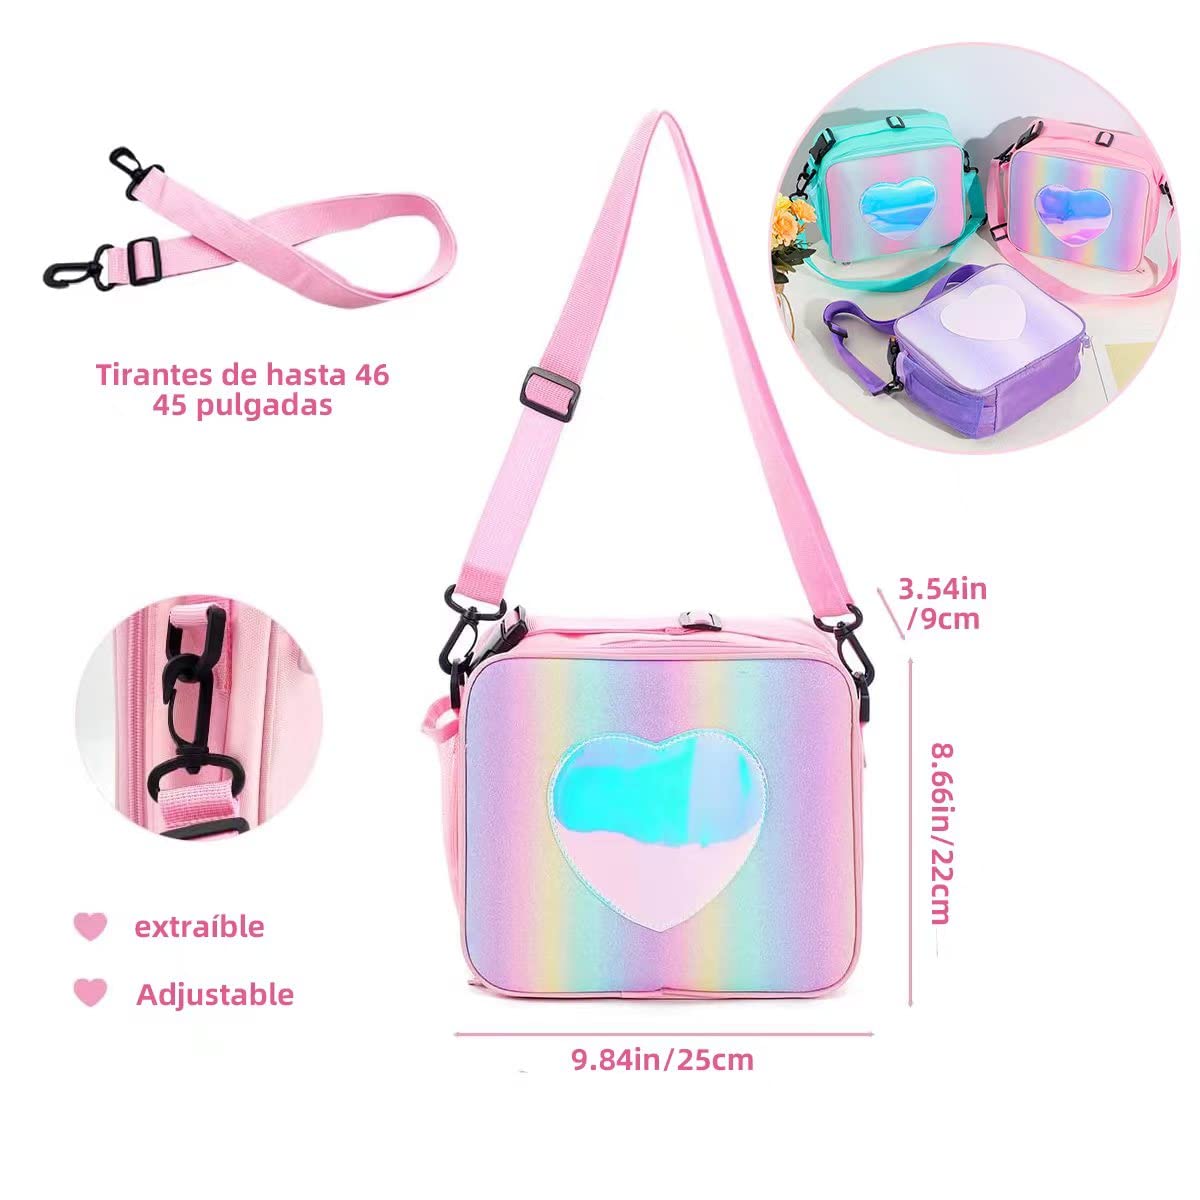 Tirantes de hasta 46
45 pulgadas
3.54in
/9cm
8.66in/22cm
extraíble
Adjustable
9.84in/25cm